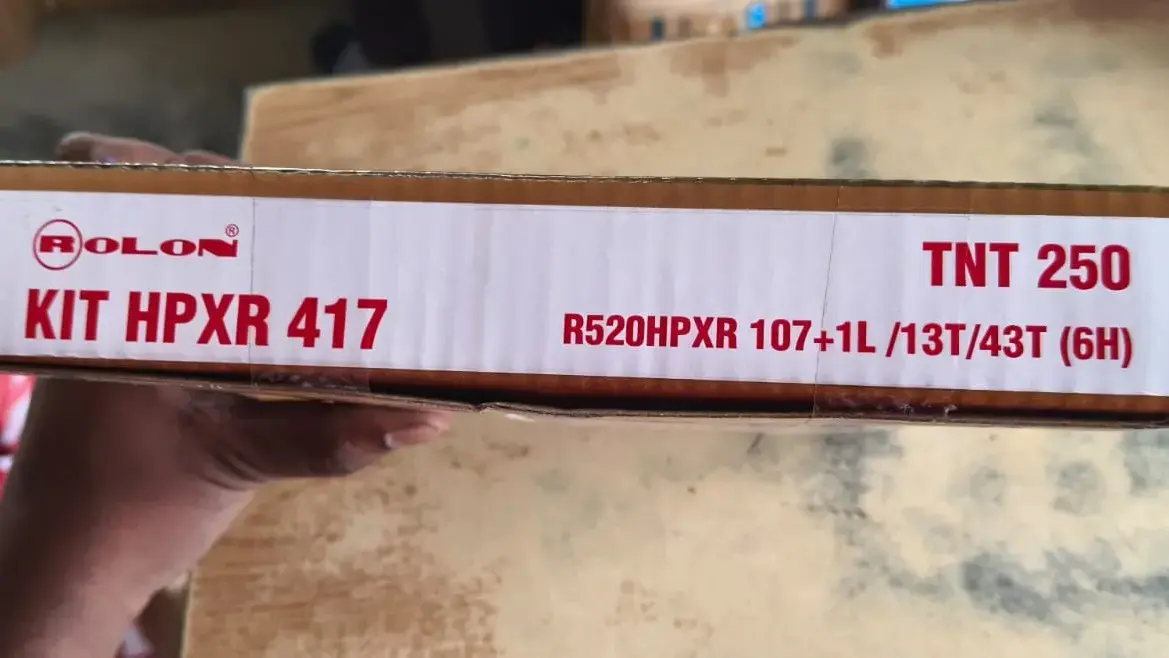 ROLON®
KIT HPXR 417
TNT 250
R520HPXR 107+1L /13T/43T (6H)